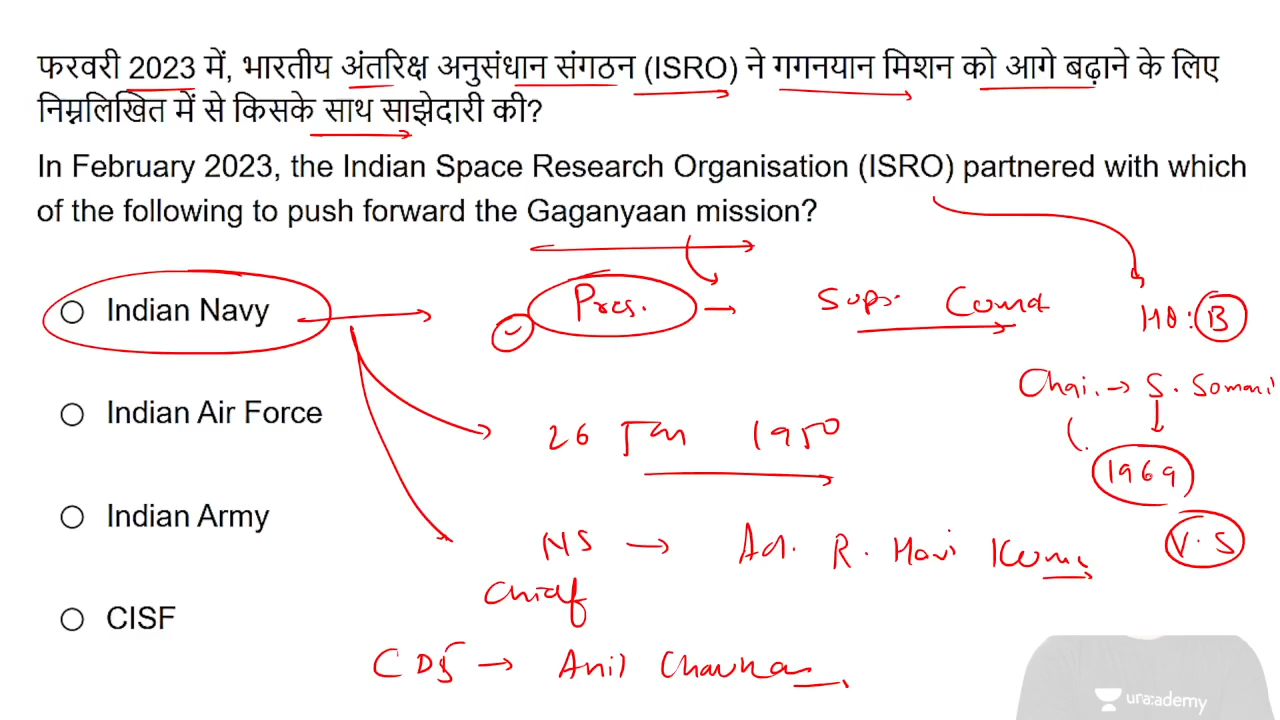 फरवरी 2023 में, भारतीय अंतरिक्ष अनुसंधान संगठन (ISRO) ने गगनयान मिशन को आगे बढ़ाने के लिए
निम्नलिखित में से किसके साथ साझेदारी की?
In February 2023, the Indian Space Research Organisation (ISRO) partnered with which
of the following to push forward the Gaganyaan mission?
Indian Navy
Pres. → Sup. Comd
HQ: B
Chai. → S. Somani
Indian Air Force
26 Jan 1950
1969
Indian Army
NS → Ad. R. Hari Kumar
V.S
Chief
CISF
CDS → Anil Chauhan
unacademy